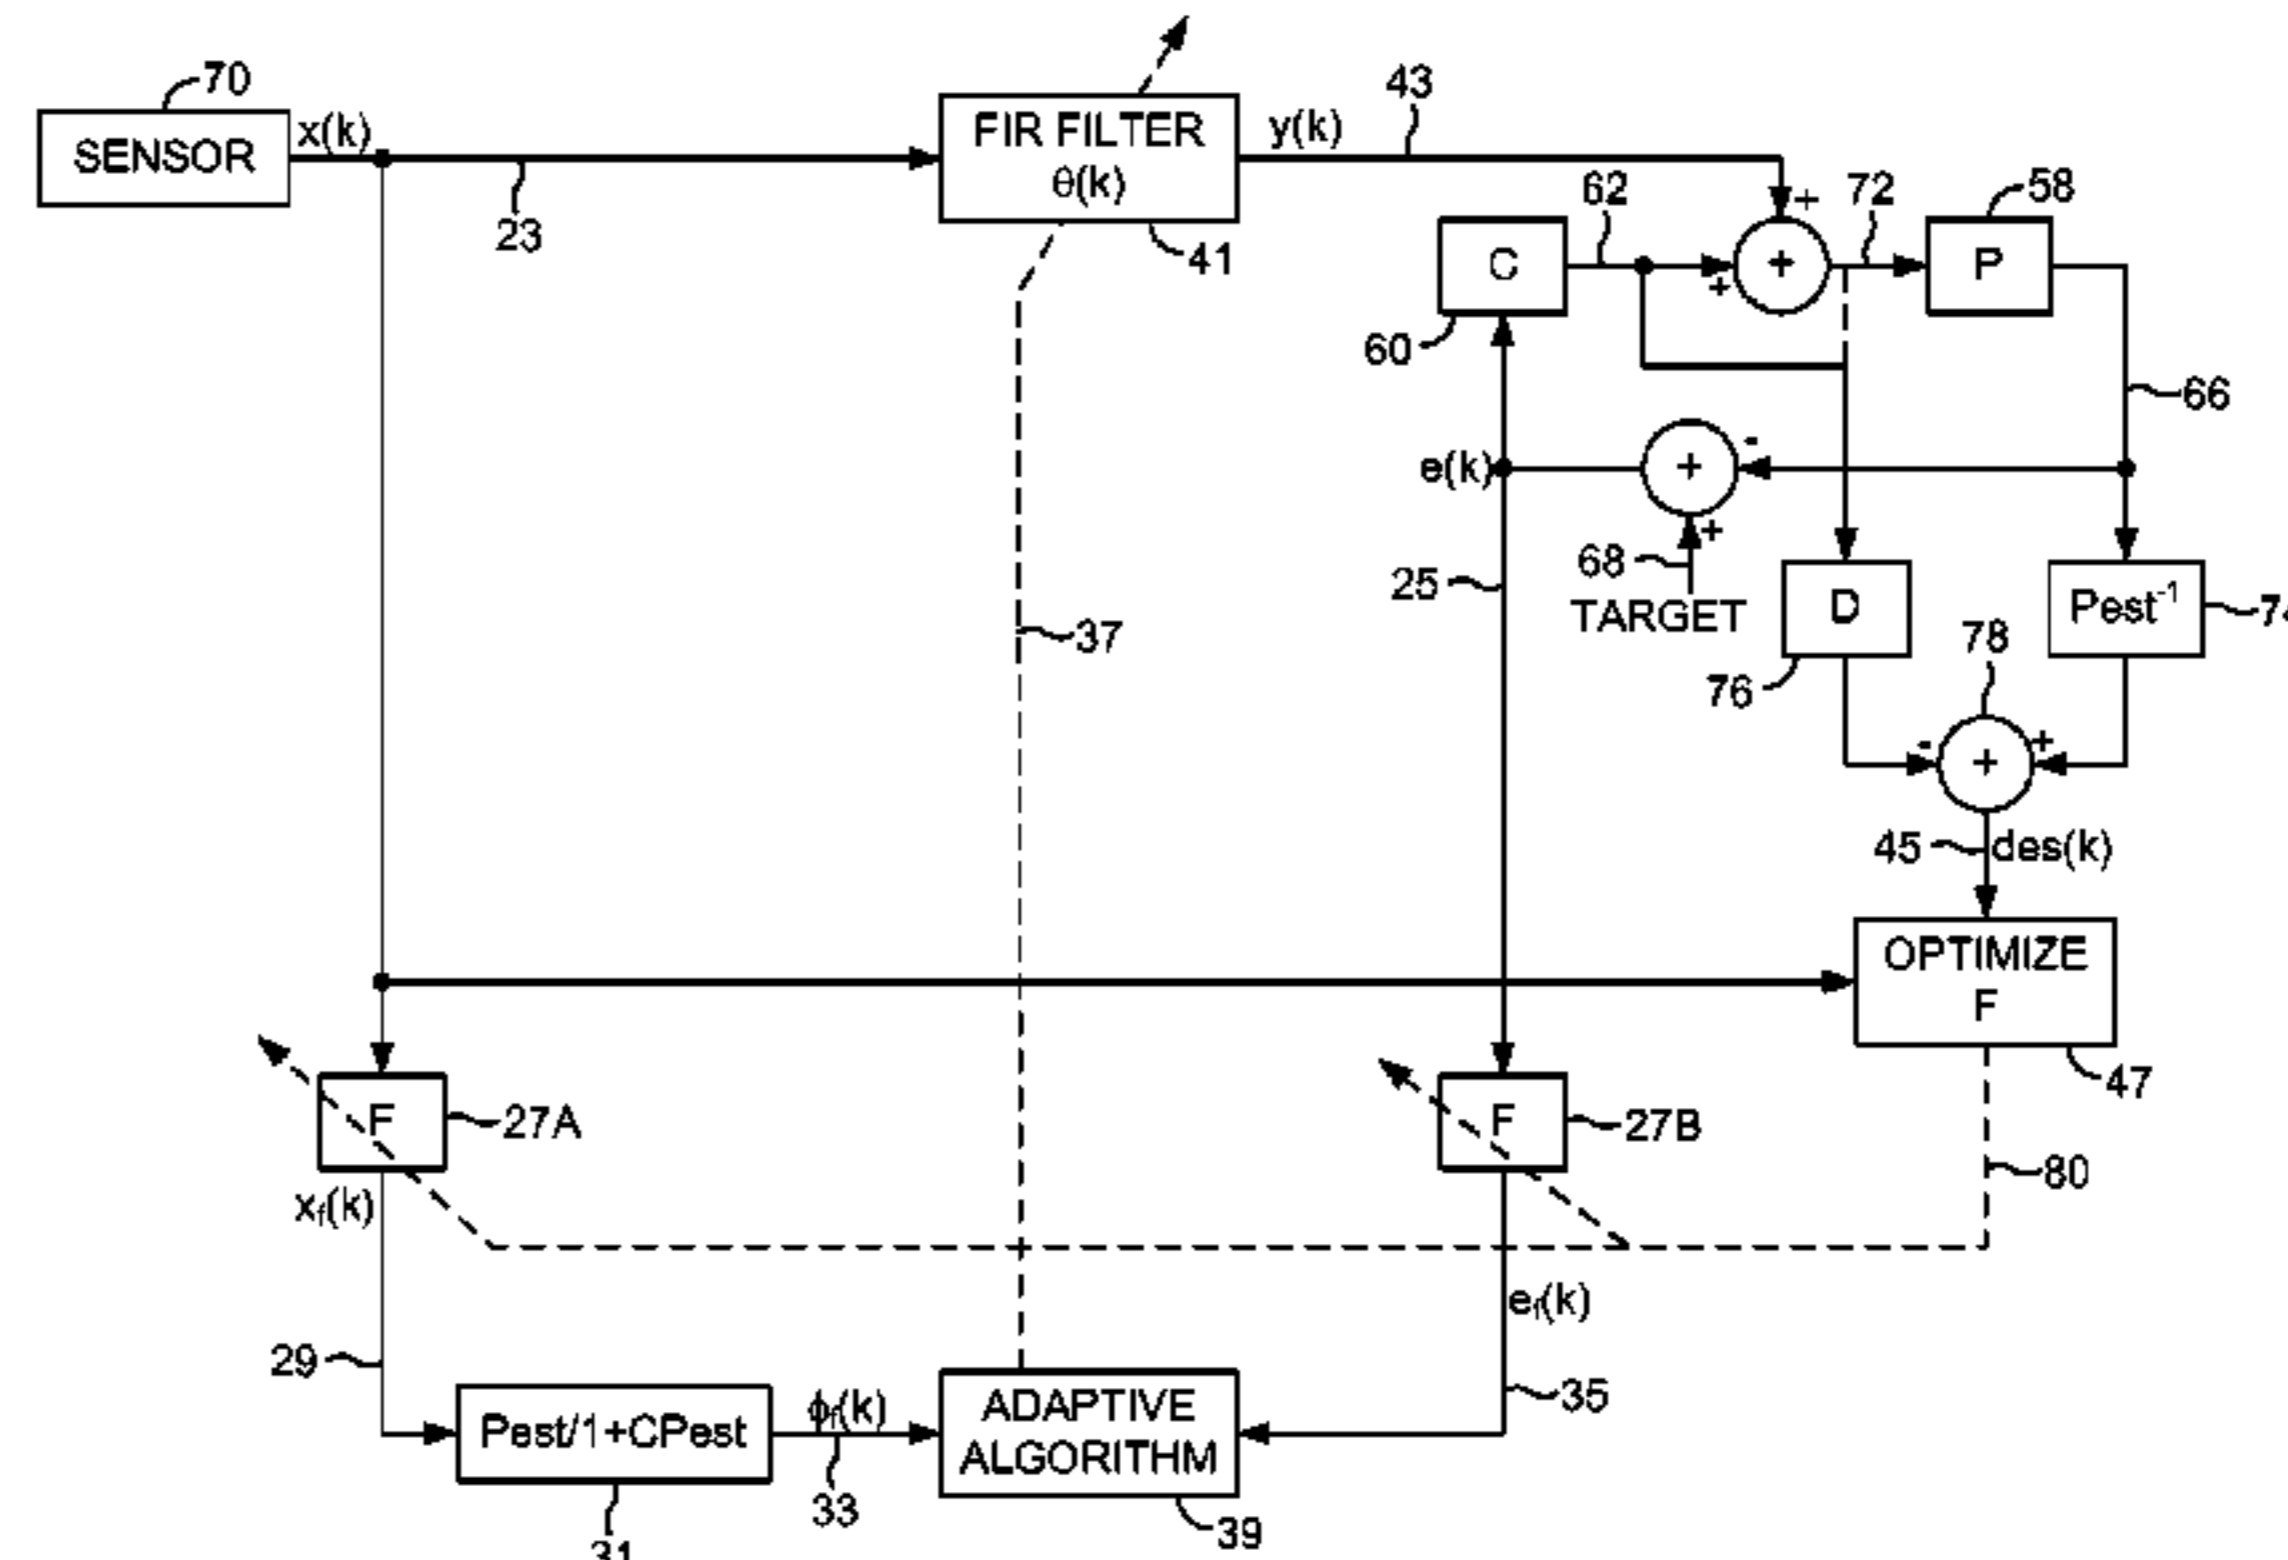 70
SENSOR
x(k)
23
FIR FILTER
θ(k)
41
y(k)
43
62
72
58
+
C
+
+
P
60
66
e(k)
+
-
+
68
TARGET
25
37
D
Pest⁻¹
76
78
-
+
+
45
des(k)
OPTIMIZE
F
47
F
27A
F
27B
80
xf(k)
ef(k)
29
35
Pest/1+CPest
ϕf(k)
ADAPTIVE
ALGORITHM
33
39